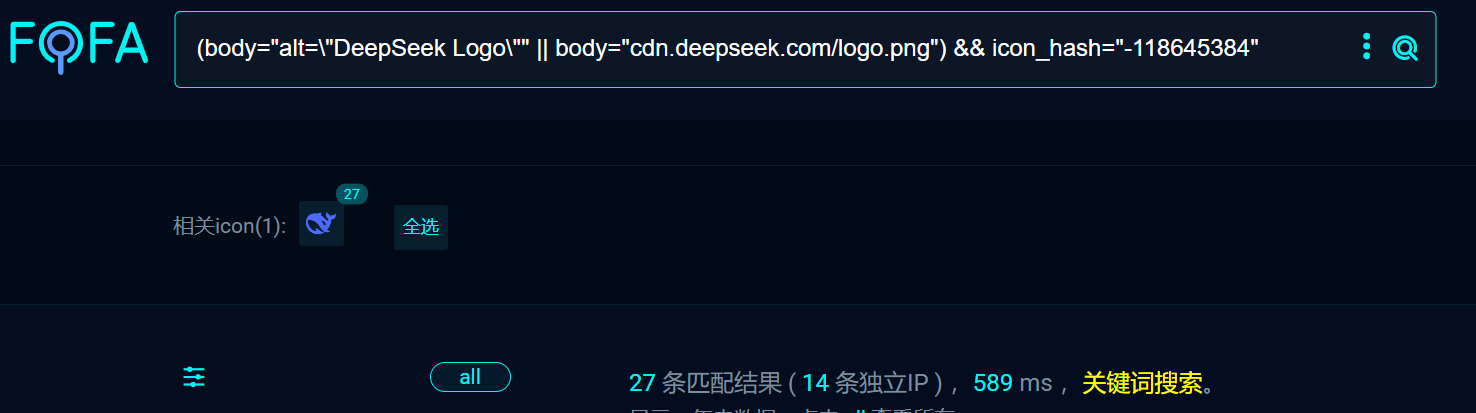 FOFA
(body="alt=\"DeepSeek Logo\"" || body="cdn.deepseek.com/logo.png") && icon_hash="-118645384"
27
相关icon(1):
全选
all
27 条匹配结果 ( 14 条独立IP ) ，589 ms ，关键词搜索。